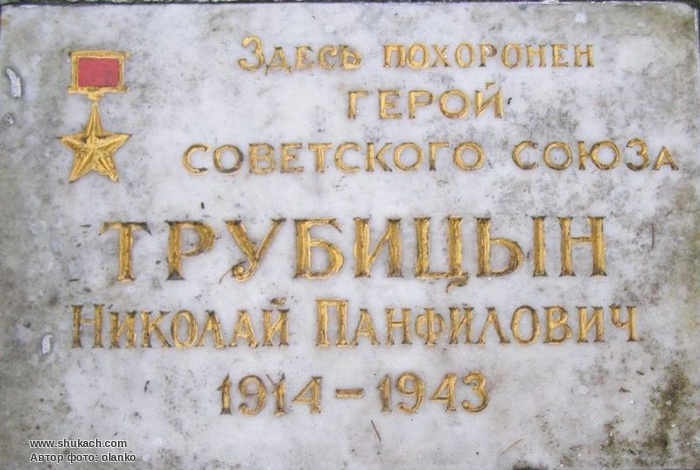 Здесь похоронен
ГЕРОЙ
СОВЕТСКОГО СОЮЗА
ТРУБИЦЫН
Николай Панфилович
1914 – 1943
www.shukach.com
Автор фото: olanko